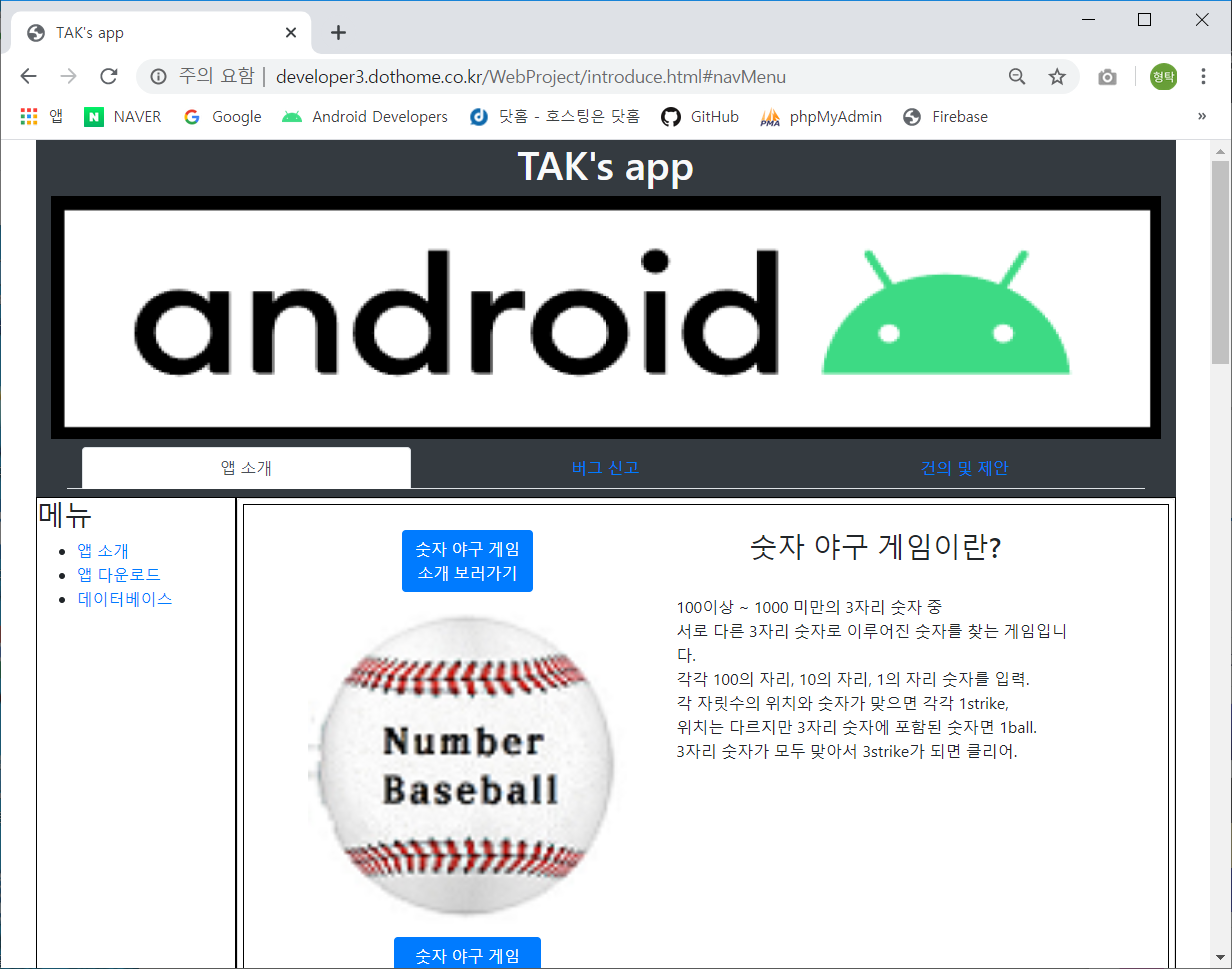 TAK's app
주의 요함 | developer3.dothome.co.kr/WebProject/introduce.html#navMenu
형탁
앱 NAVER Google Android Developers 닷홈 - 호스팅은 닷홈 GitHub PMA phpMyAdmin Firebase »
TAK's app
android
앱 소개 버그 신고 건의 및 제안
메뉴
앱 소개
앱 다운로드
데이터베이스
숫자 야구 게임
소개 보러가기
Number
Baseball
숫자 야구 게임
숫자 야구 게임이란?
100이상 ~ 1000 미만의 3자리 숫자 중
서로 다른 3자리 숫자로 이루어진 숫자를 찾는 게임입니
다.
각각 100의 자리, 10의 자리, 1의 자리 숫자를 입력.
각 자릿수의 위치와 숫자가 맞으면 각각 1strike,
위치는 다르지만 3자리 숫자에 포함된 숫자면 1ball.
3자리 숫자가 모두 맞아서 3strike가 되면 클리어.